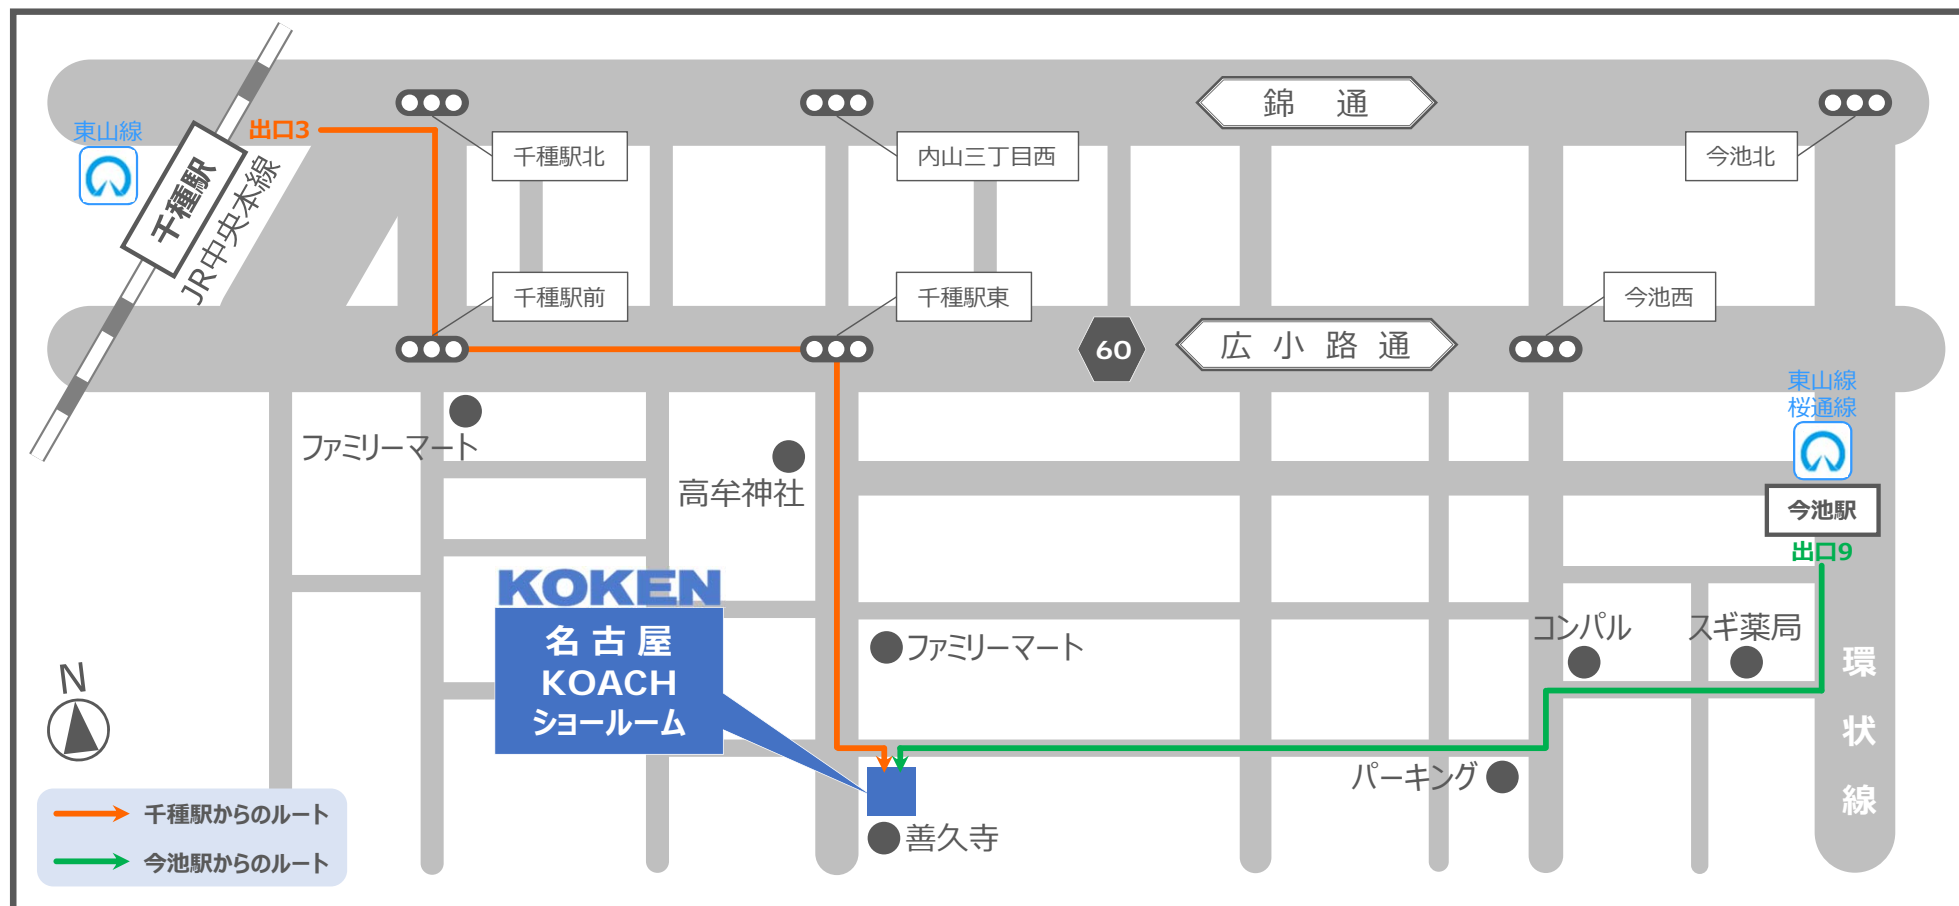 錦 通
東山線
出口3
千種駅
JR中央本線
千種駅北
内山三丁目西
今池北
千種駅前
千種駅東
今池西
60
広小路通
東山線
桜通線
今池駅
出口9
ファミリーマート
高牟神社
KOKEN
名古屋
KOACH
ショールーム
ファミリーマート
コンパル
スギ薬局
環状線
N
パーキング
善久寺
千種駅からのルート
今池駅からのルート